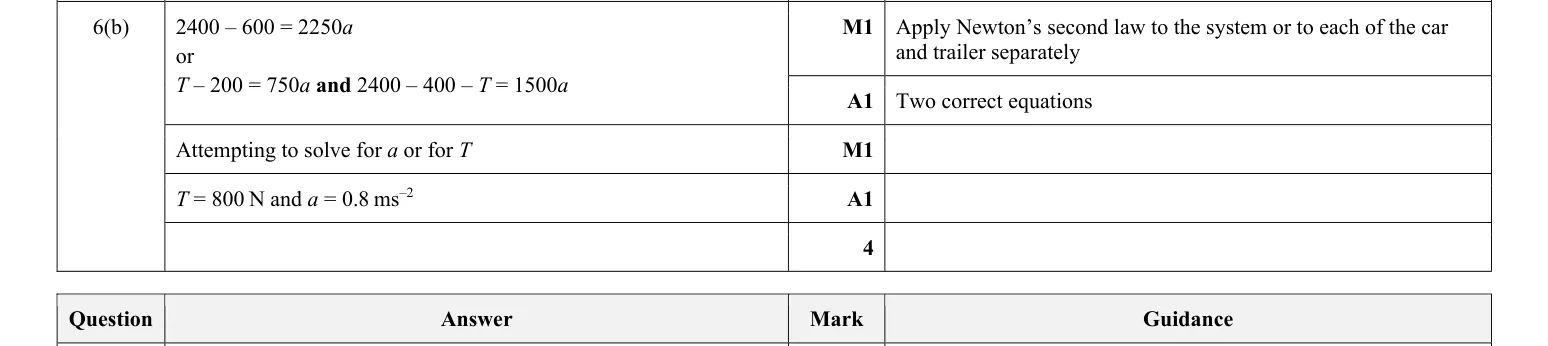 6(b) 2400 – 600 = 2250a M1 Apply Newton's second law to the system or to each of the car
or and trailer separately
T – 200 = 750a and 2400 – 400 – T = 1500a
A1 Two correct equations
Attempting to solve for a or for T M1
T = 800 N and a = 0.8 ms⁻² A1
4
Question Answer Mark Guidance